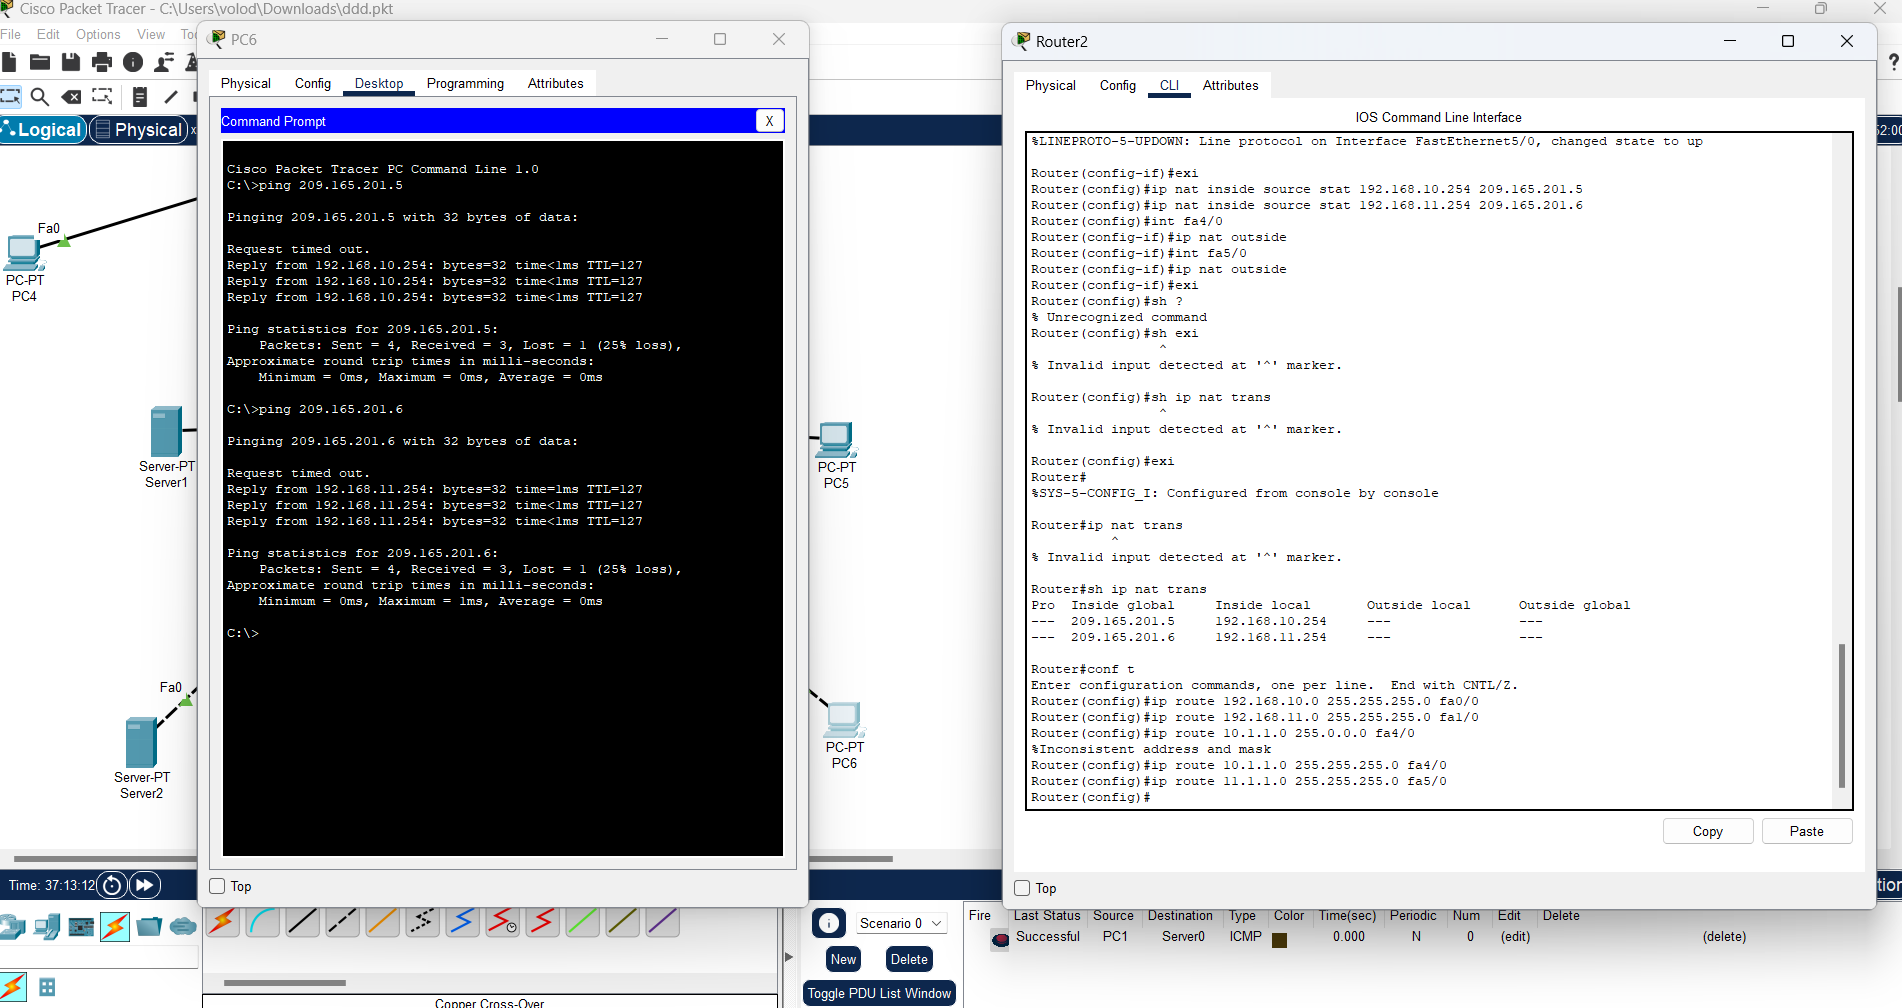 Cisco Packet Tracer - C:\Users\volod\Downloads\ddd.pkt
File Edit Options View
Logical Physical x
Fa0
PC-PT
PC4
Server-PT
Server1
Fa0
Server-PT
Server2
PC6
Physical Config Desktop Programming Attributes
Command Prompt X
Cisco Packet Tracer PC Command Line 1.0
C:\>ping 209.165.201.5
Pinging 209.165.201.5 with 32 bytes of data:
Request timed out.
Reply from 192.168.10.254: bytes=32 time<1ms TTL=127
Reply from 192.168.10.254: bytes=32 time<1ms TTL=127
Reply from 192.168.10.254: bytes=32 time<1ms TTL=127
Ping statistics for 209.165.201.5:
Packets: Sent = 4, Received = 3, Lost = 1 (25% loss),
Approximate round trip times in milli-seconds:
Minimum = 0ms, Maximum = 0ms, Average = 0ms
C:\>ping 209.165.201.6
Pinging 209.165.201.6 with 32 bytes of data:
Request timed out.
Reply from 192.168.11.254: bytes=32 time=1ms TTL=127
Reply from 192.168.11.254: bytes=32 time<1ms TTL=127
Reply from 192.168.11.254: bytes=32 time<1ms TTL=127
Ping statistics for 209.165.201.6:
Packets: Sent = 4, Received = 3, Lost = 1 (25% loss),
Approximate round trip times in milli-seconds:
Minimum = 0ms, Maximum = 1ms, Average = 0ms
C:\>
Top
PC-PT
PC5
PC-PT
PC6
Router2
Physical Config CLI Attributes
IOS Command Line Interface
%LINEPROTO-5-UPDOWN: Line protocol on Interface FastEthernet5/0, changed state to up
Router(config-if)#exi
Router(config)#ip nat inside source stat 192.168.10.254 209.165.201.5
Router(config)#ip nat inside source stat 192.168.11.254 209.165.201.6
Router(config)#int fa4/0
Router(config-if)#ip nat outside
Router(config-if)#int fa5/0
Router(config-if)#ip nat outside
Router(config-if)#exi
Router(config)#sh ?
% Unrecognized command
Router(config)#sh exi
^
% Invalid input detected at '^' marker.
Router(config)#sh ip nat trans
^
% Invalid input detected at '^' marker.
Router(config)#exi
Router#
%SYS-5-CONFIG_I: Configured from console by console
Router#ip nat trans
^
% Invalid input detected at '^' marker.
Router#sh ip nat trans
Pro Inside global Inside local Outside local Outside global
--- 209.165.201.5 192.168.10.254 --- ---
--- 209.165.201.6 192.168.11.254 --- ---
Router#conf t
Enter configuration commands, one per line. End with CNTL/Z.
Router(config)#ip route 192.168.10.0 255.255.255.0 fa0/0
Router(config)#ip route 192.168.11.0 255.255.255.0 fa1/0
Router(config)#ip route 10.1.1.0 255.0.0.0 fa4/0
%Inconsistent address and mask
Router(config)#ip route 10.1.1.0 255.255.255.0 fa4/0
Router(config)#ip route 11.1.1.0 255.255.255.0 fa5/0
Router(config)#
Copy Paste
Top
Time: 37:13:12
Scenario 0
New Delete
Toggle PDU List Window
Fire Last Status Source Destination Type Color Time(sec) Periodic Num Edit Delete
Successful PC1 Server0 ICMP 0.000 N 0 (edit) (delete)
Copper Cross-Over